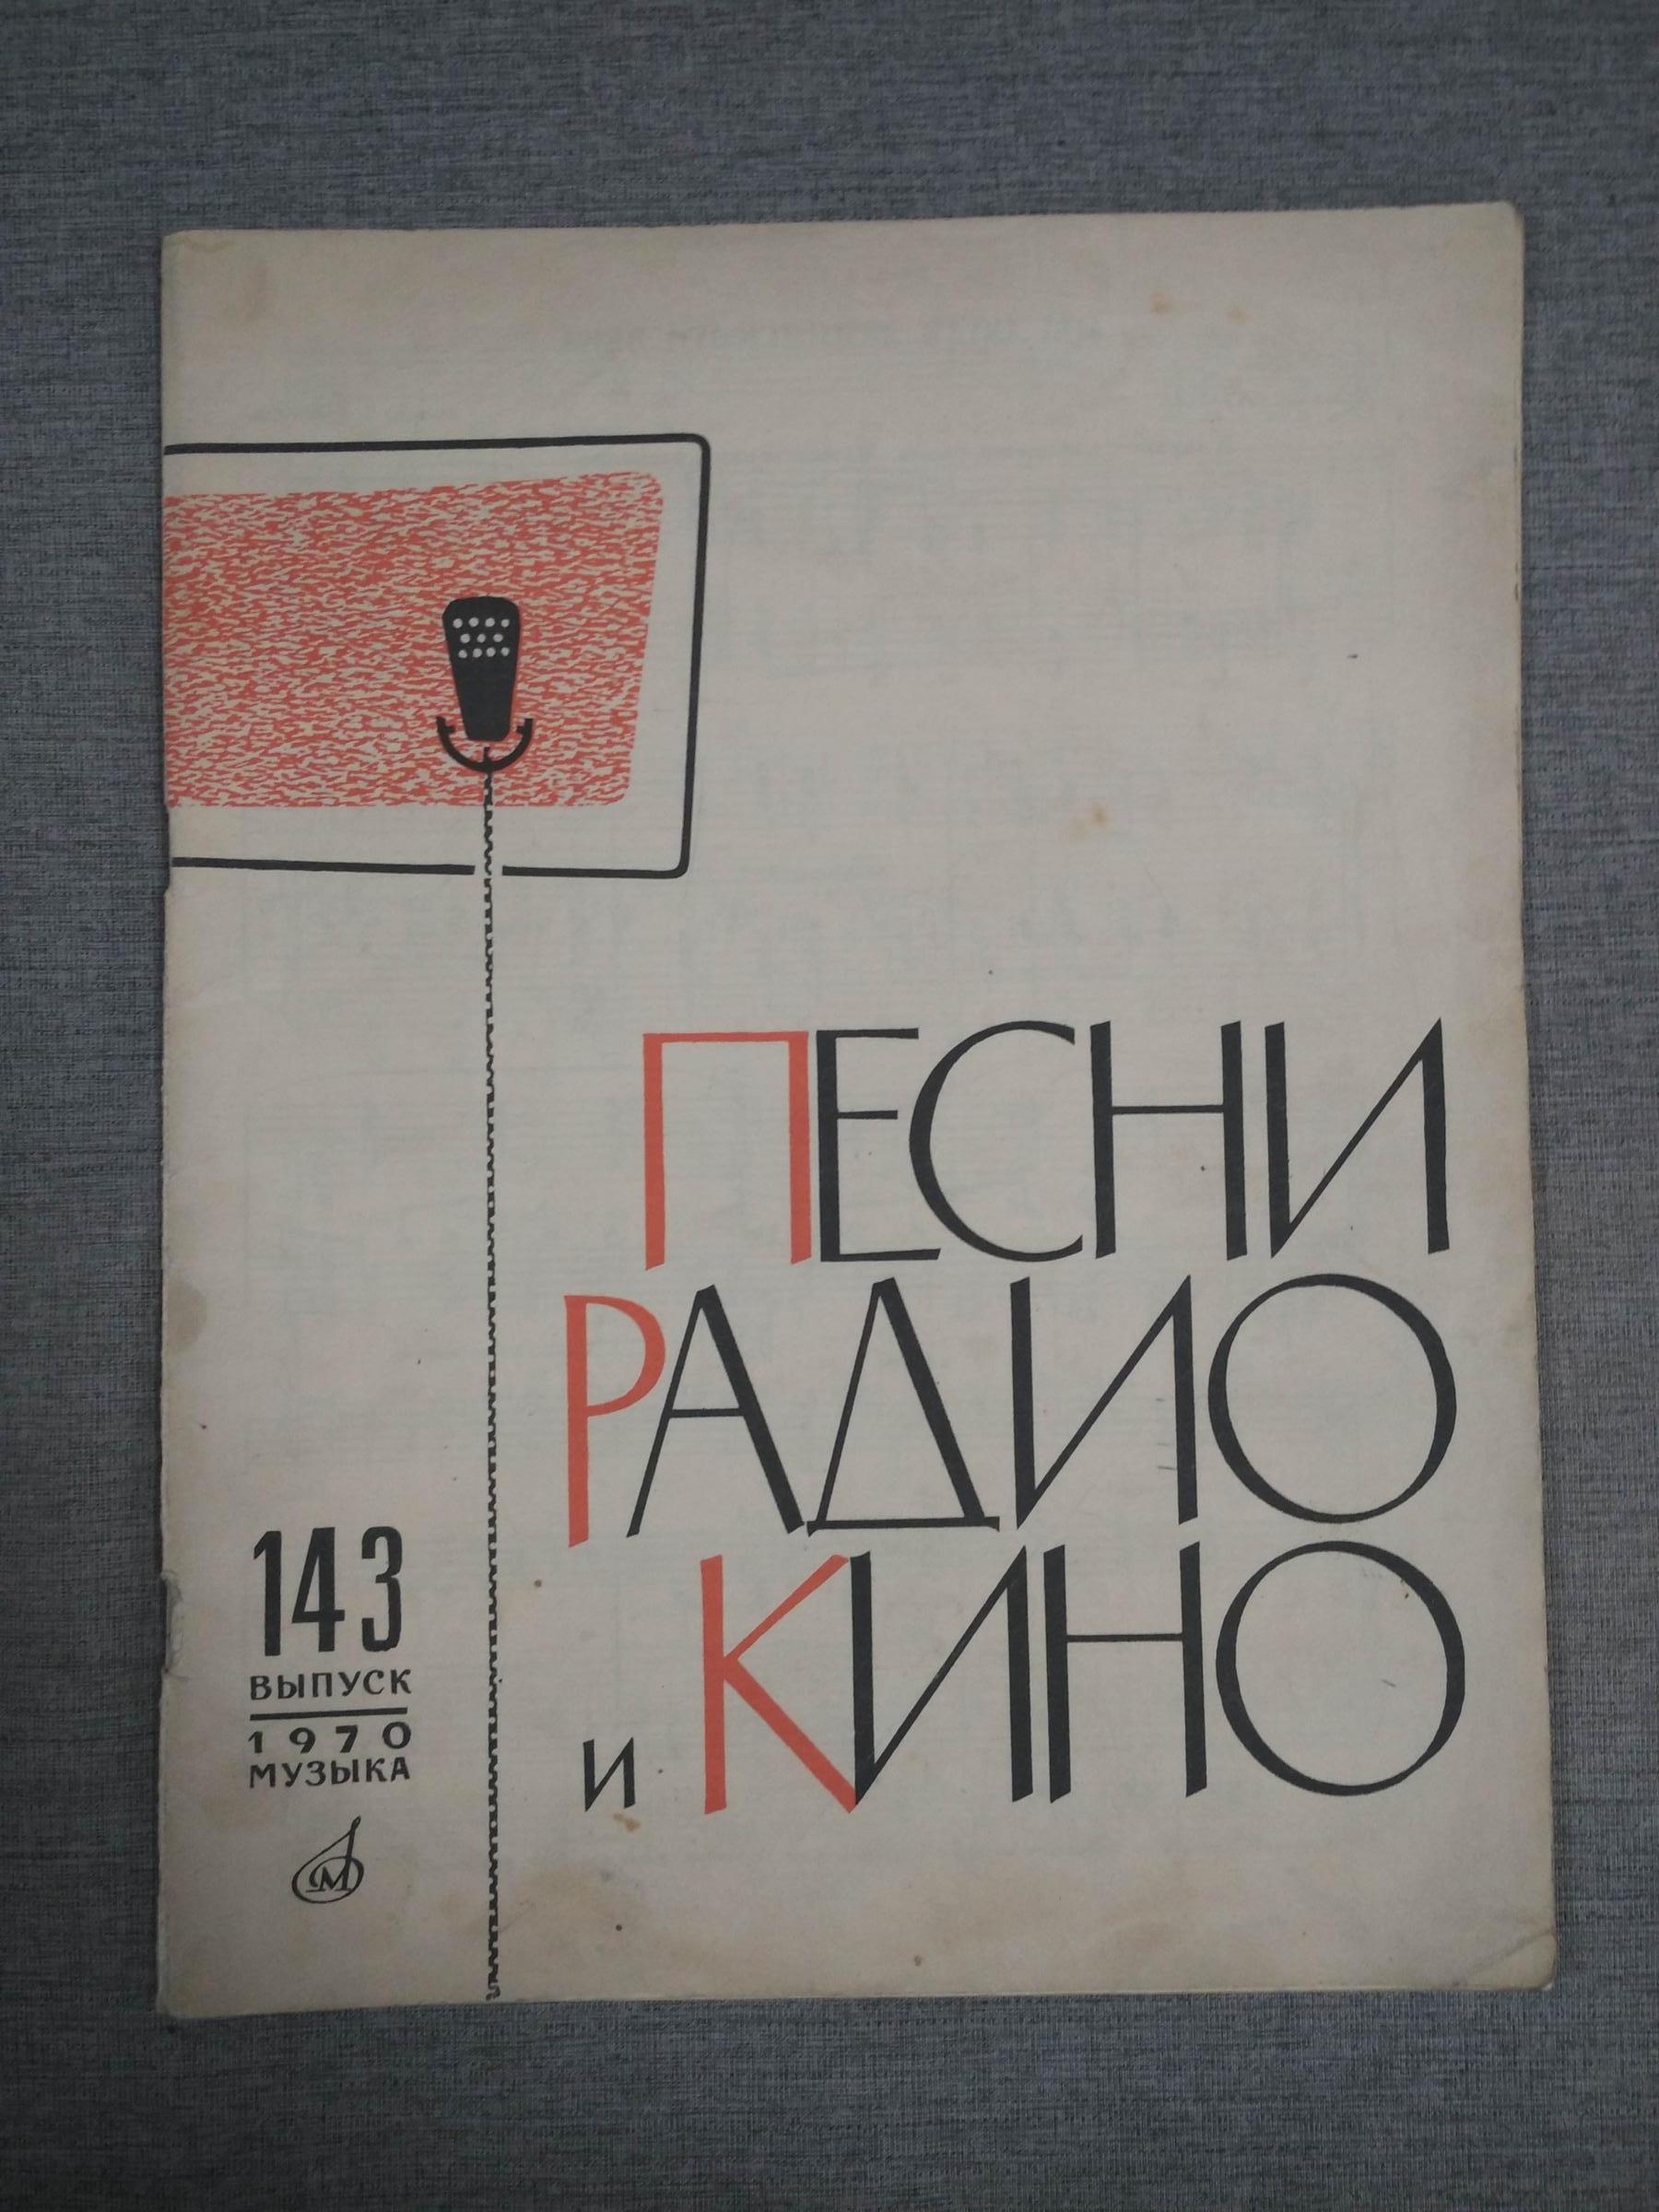 ПЕСНИ
РАДИО
и КИНО
143
ВЫПУСК
1970
МУЗЫКА
М